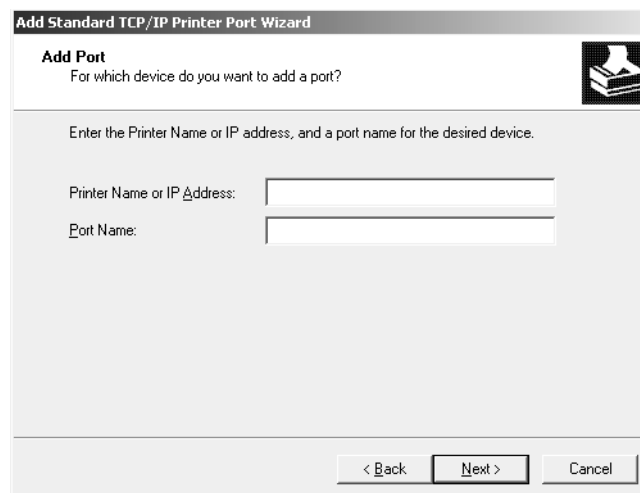 Add Standard TCP/IP Printer Port Wizard
Add Port
For which device do you want to add a port?
Enter the Printer Name or IP address, and a port name for the desired device.
Printer Name or IP Address:
Port Name:
< Back Next > Cancel